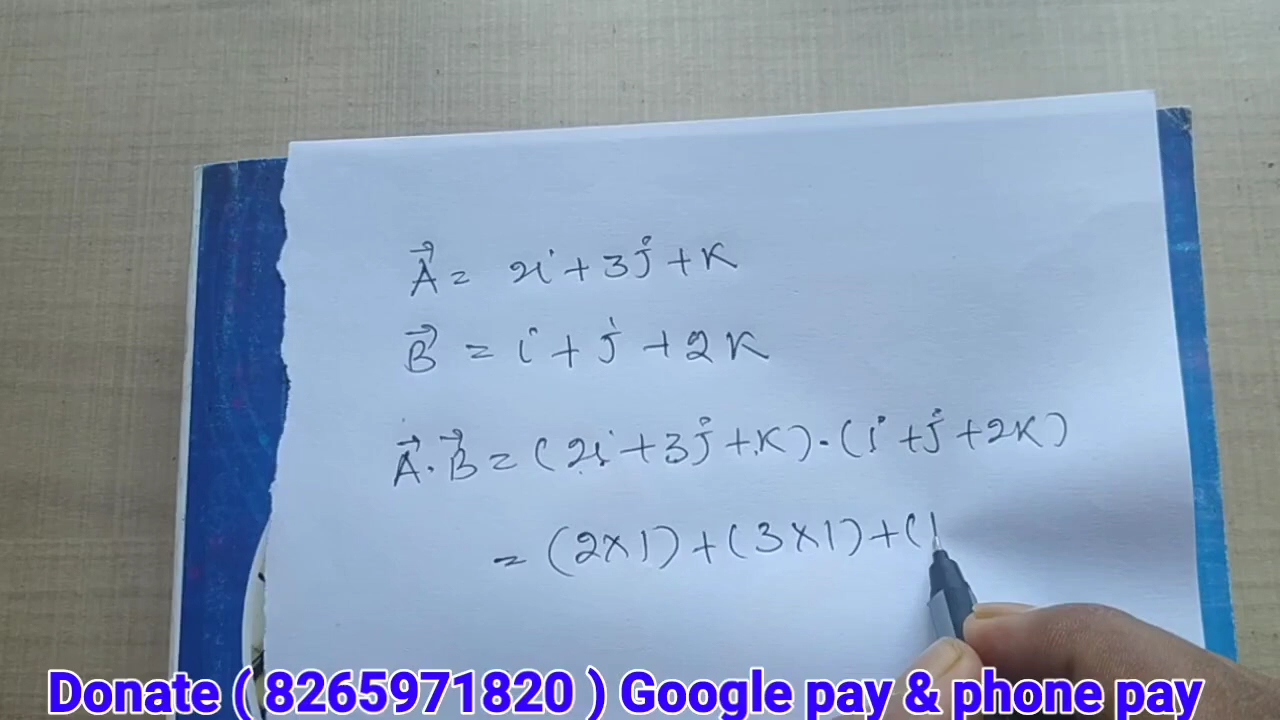 A⃗ = 2i + 3j + K
B⃗ = i + j + 2K
A⃗ . B⃗ = (2i + 3j + K) . (i + j + 2K)
= (2×1) + (3×1) + (1
Donate ( 8265971820 ) Google pay & phone pay